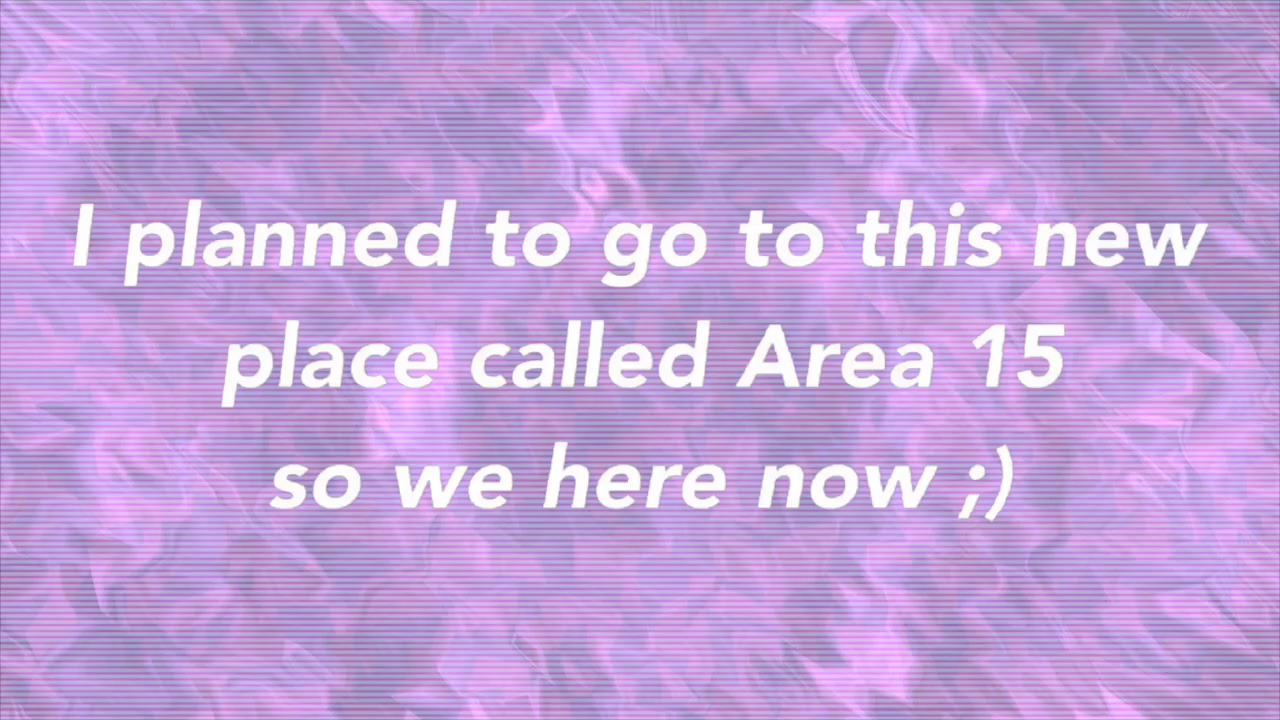 I planned to go to this new
place called Area 15
so we here now ;)